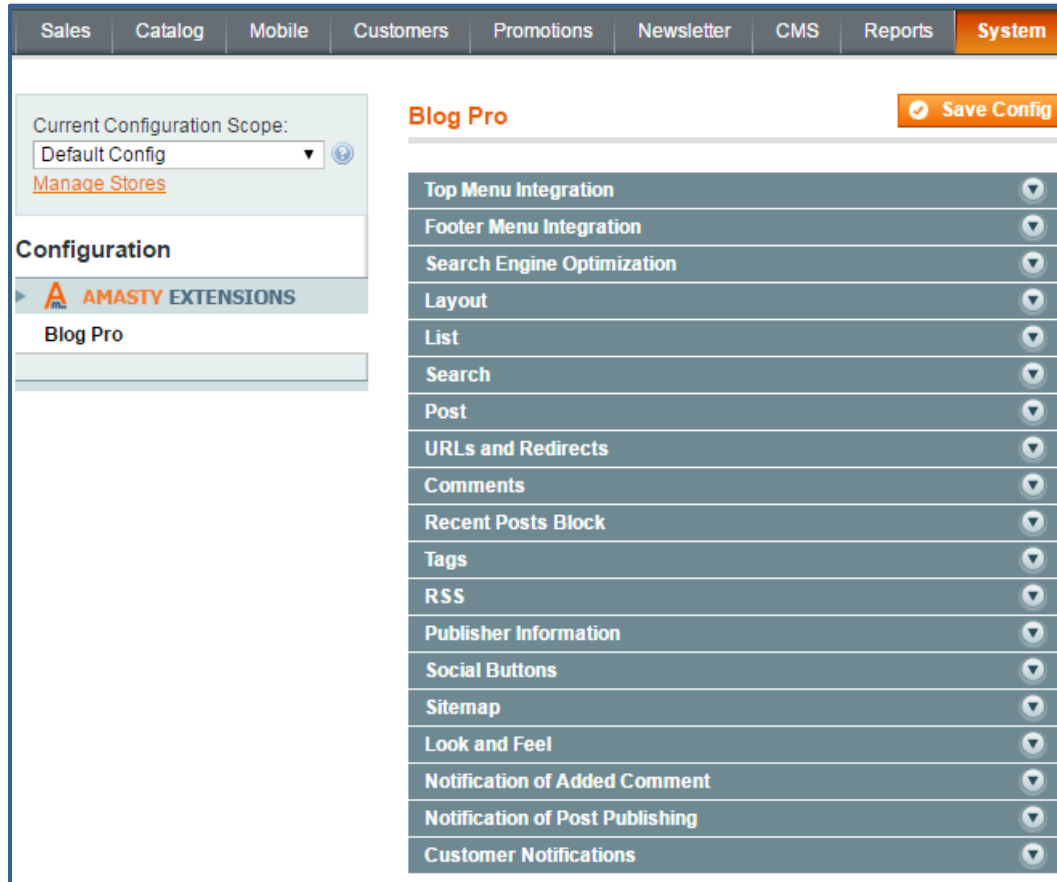 Sales Catalog Mobile Customers Promotions Newsletter CMS Reports System
Current Configuration Scope:
Default Config
Manage Stores
Configuration
AMASTY EXTENSIONS
Blog Pro
Blog Pro
Save Config
Top Menu Integration
Footer Menu Integration
Search Engine Optimization
Layout
List
Search
Post
URLs and Redirects
Comments
Recent Posts Block
Tags
RSS
Publisher Information
Social Buttons
Sitemap
Look and Feel
Notification of Added Comment
Notification of Post Publishing
Customer Notifications